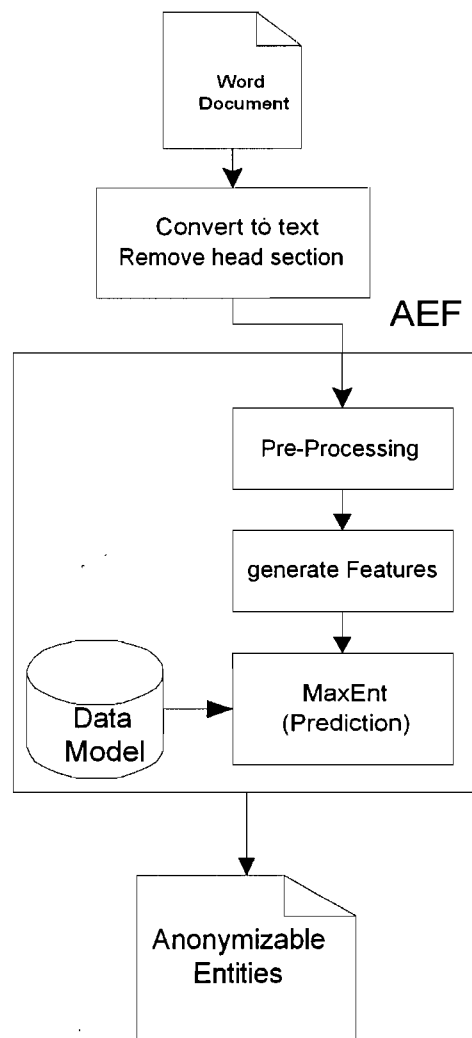 Word
Document
Convert to text
Remove head section
AEF
Pre-Processing
generate Features
MaxEnt
(Prediction)
Data
Model
Anonymizable
Entities